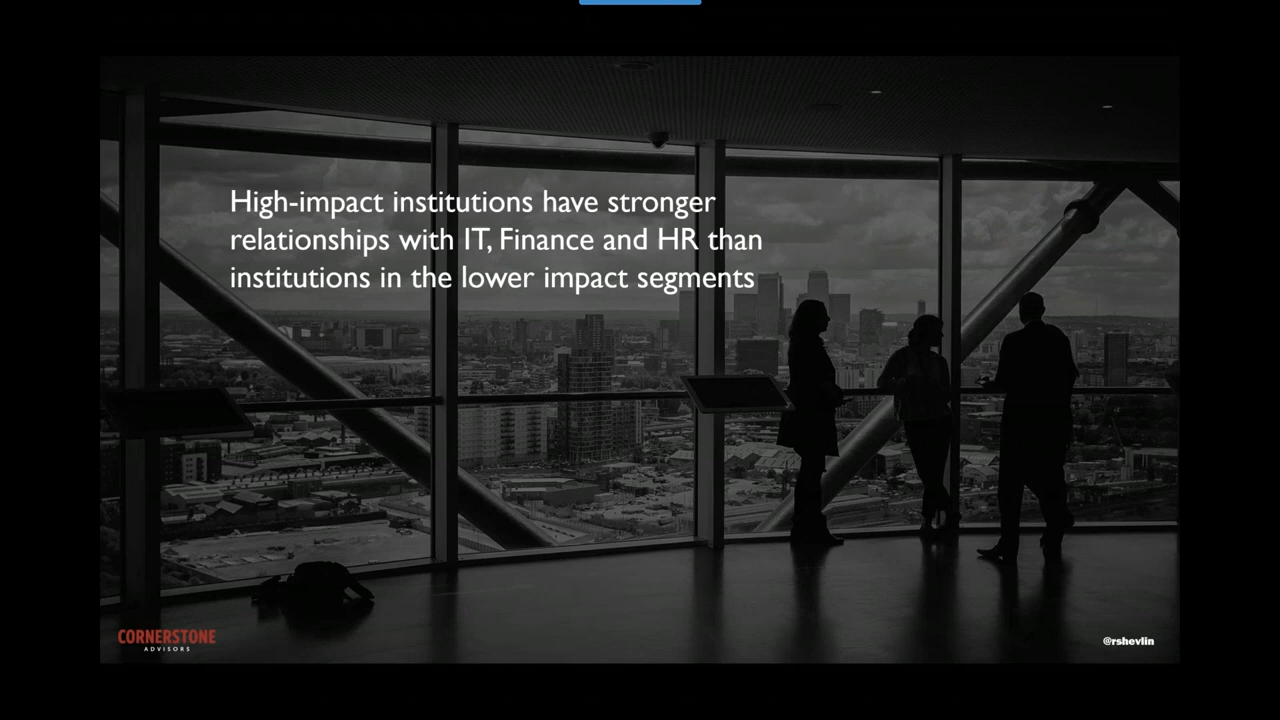 High-impact institutions have stronger
relationships with IT, Finance and HR than
institutions in the lower impact segments
CORNERSTONE
ADVISORS
@rshevlin